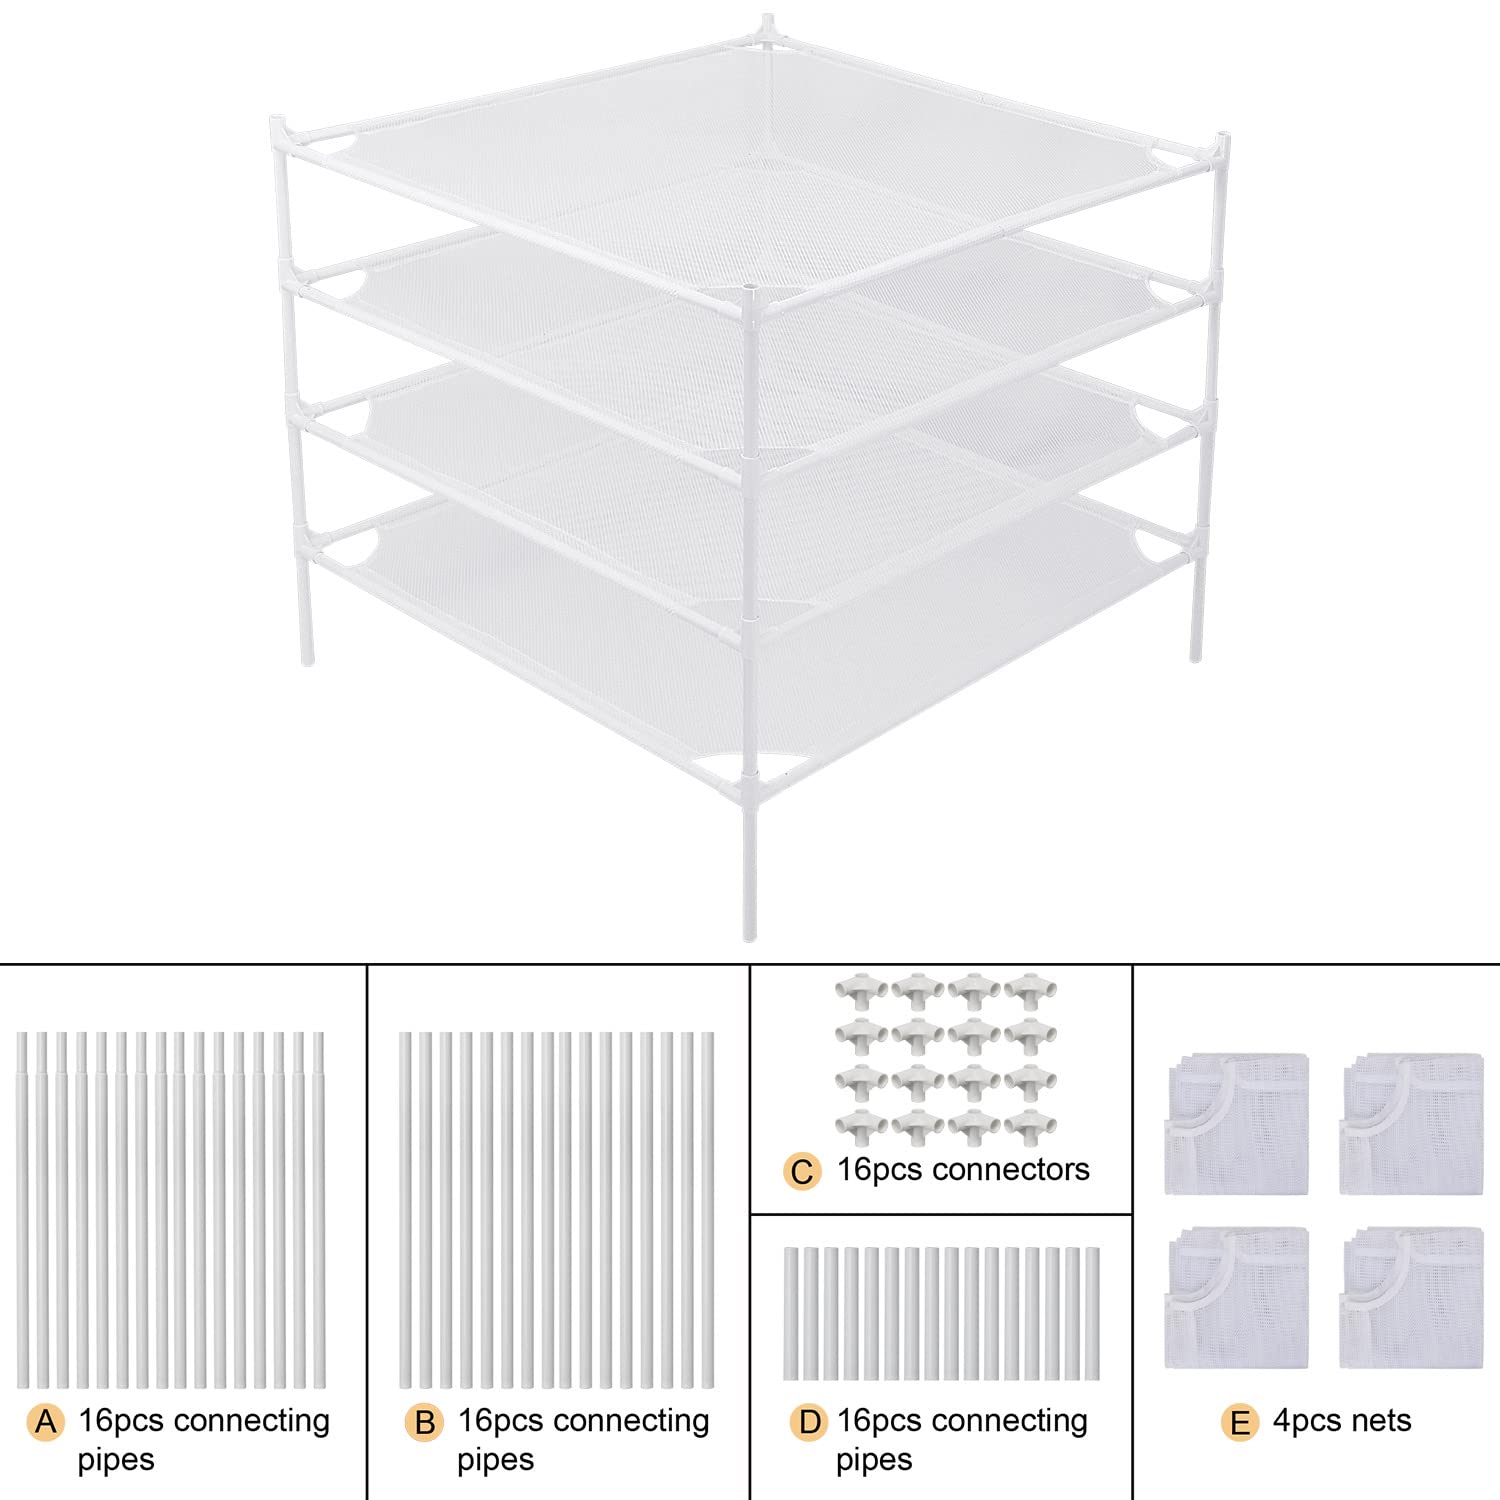 A 16pcs connecting
pipes
B 16pcs connecting
pipes
C 16pcs connectors
D 16pcs connecting
pipes
E 4pcs nets